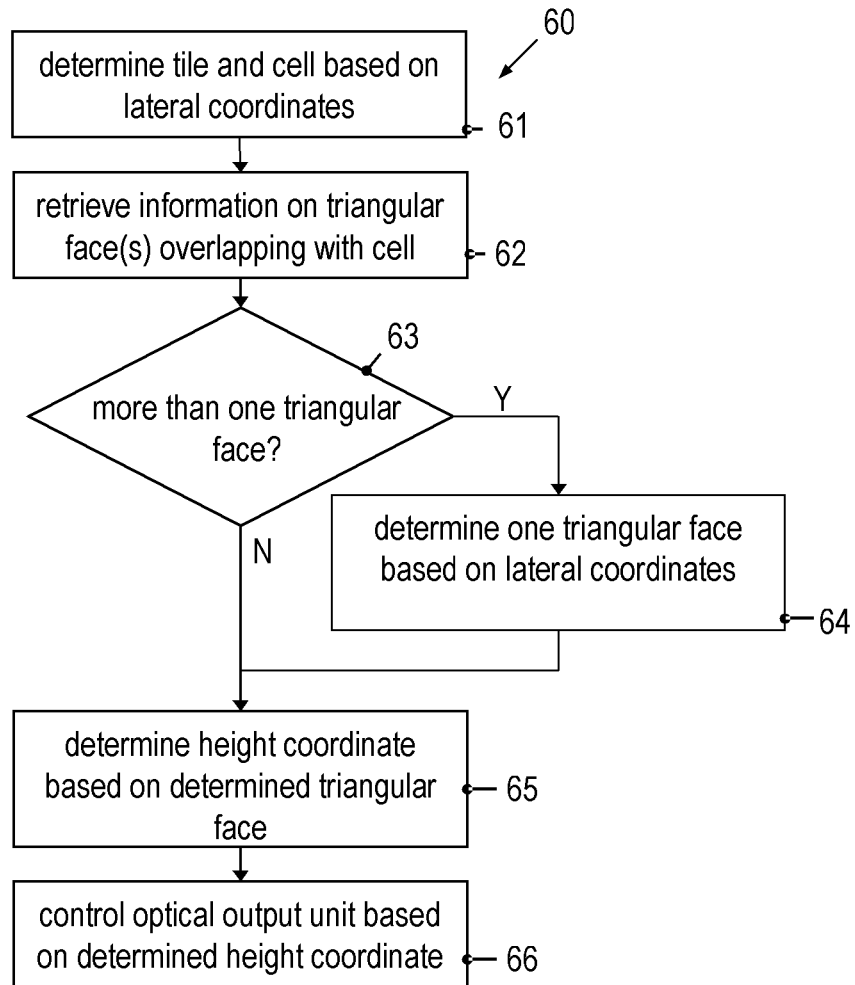 60
determine tile and cell based on
lateral coordinates
61
retrieve information on triangular
face(s) overlapping with cell
62
63
more than one triangular
face?
Y
N
determine one triangular face
based on lateral coordinates
64
determine height coordinate
based on determined triangular
face
65
control optical output unit based
on determined height coordinate
66